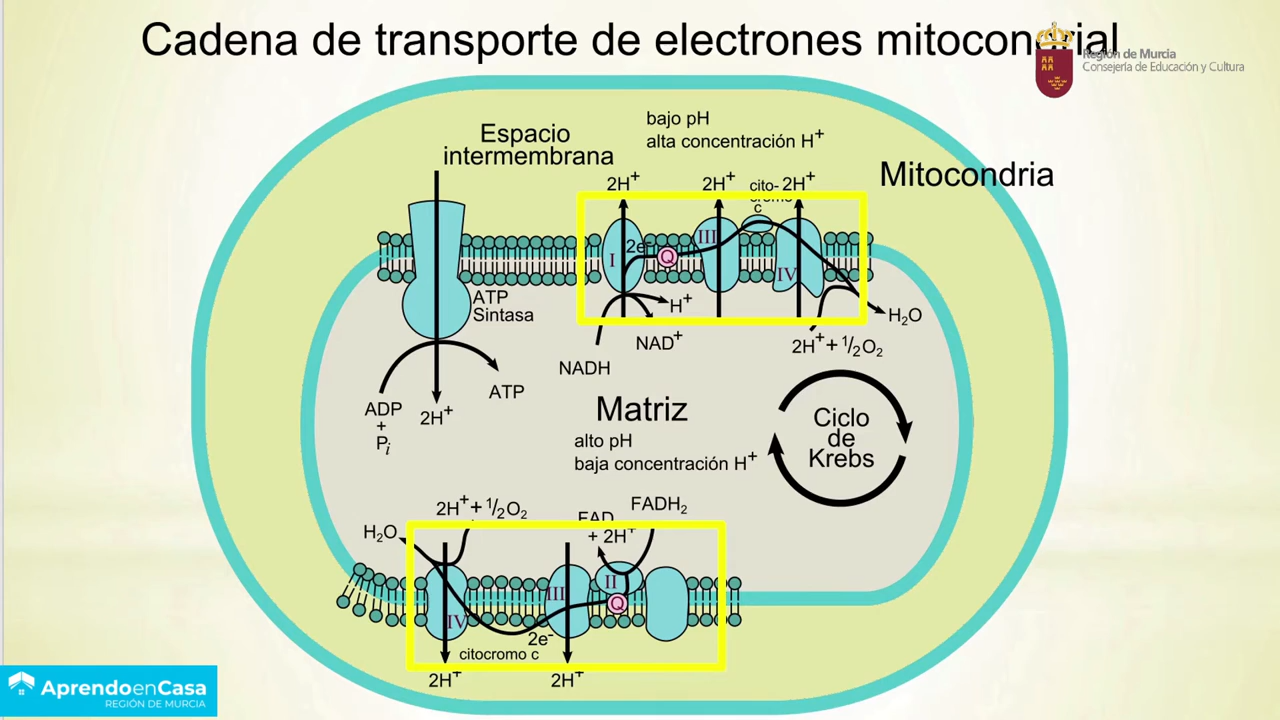 Cadena de transporte de electrones mitocondrial
Región de Murcia
Consejería de Educación y Cultura
Espacio
intermembrana
bajo pH
alta concentración H⁺
Mitocondria
2H⁺
2H⁺
cito-
cromo
c
2H⁺
I
2e⁻
Q
III
IV
ATP
Sintasa
H⁺
NAD⁺
NADH
H₂O
2H⁺ + ½O₂
ADP
+
Pi
2H⁺
ATP
Matriz
alto pH
baja concentración H⁺
Ciclo
de
Krebs
2H⁺ + ½O₂
H₂O
FAD
+ 2H⁺
FADH₂
IV
III
II
Q
2e⁻
citocromo c
2H⁺
2H⁺
AprendoenCasa
REGIÓN DE MURCIA